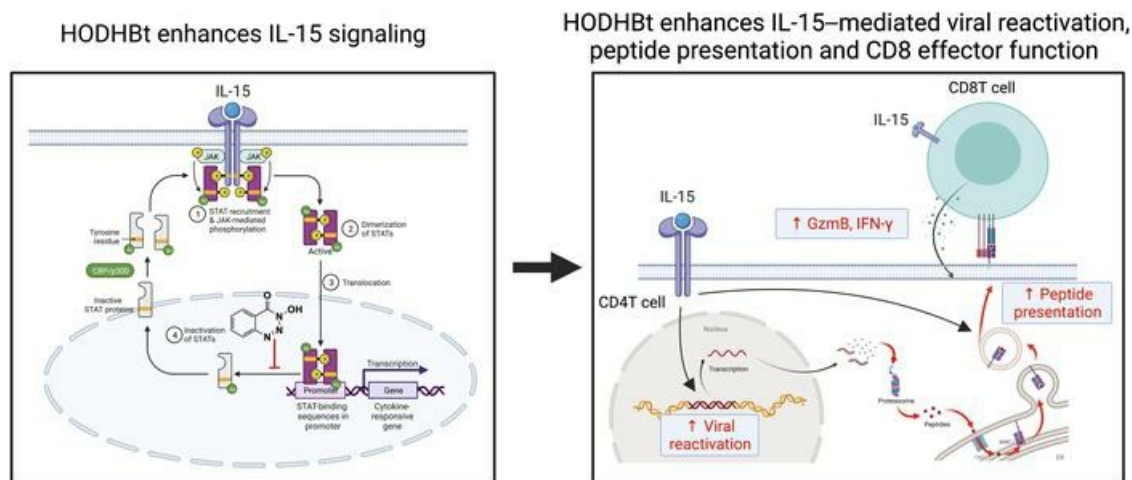 HODHBt enhances IL-15 signaling
IL-15
JAK
JAK
1
STAT recruitment
& JAK-mediated
phosphorylation
2
Dimerization
of STATs
Active
Tyrosine
residue
CBP/p300
3
Translocation
Inactive
STAT proteins
4
Inactivation
of STATs
O
OH
N
N
N
Transcription
Promoter
Gene
STAT-binding
sequences in
promoter
Cytokine-
responsive
gene
HODHBt enhances IL-15–mediated viral reactivation,
peptide presentation and CD8 effector function
CD8T cell
IL-15
IL-15
↑ GzmB, IFN-γ
CD4T cell
↑ Peptide
presentation
Nucleus
Transcription
Proteasome
Peptides
↑ Viral
reactivation
ER